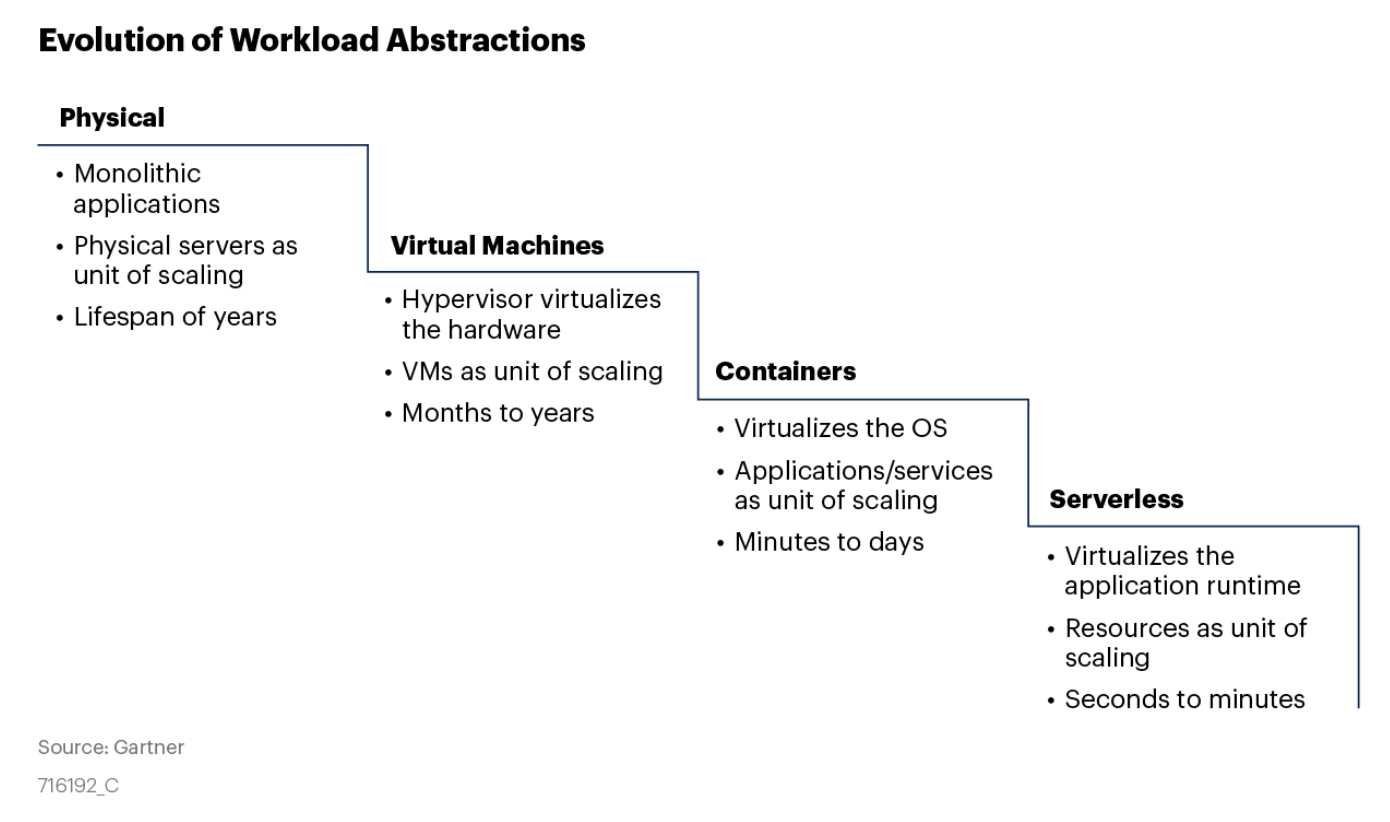 Evolution of Workload Abstractions
Physical
• Monolithic
applications
• Physical servers as
unit of scaling
• Lifespan of years
Virtual Machines
• Hypervisor virtualizes
the hardware
• VMs as unit of scaling
• Months to years
Containers
• Virtualizes the OS
• Applications/services
as unit of scaling
• Minutes to days
Serverless
• Virtualizes the
application runtime
• Resources as unit of
scaling
• Seconds to minutes
Source: Gartner
716192_C